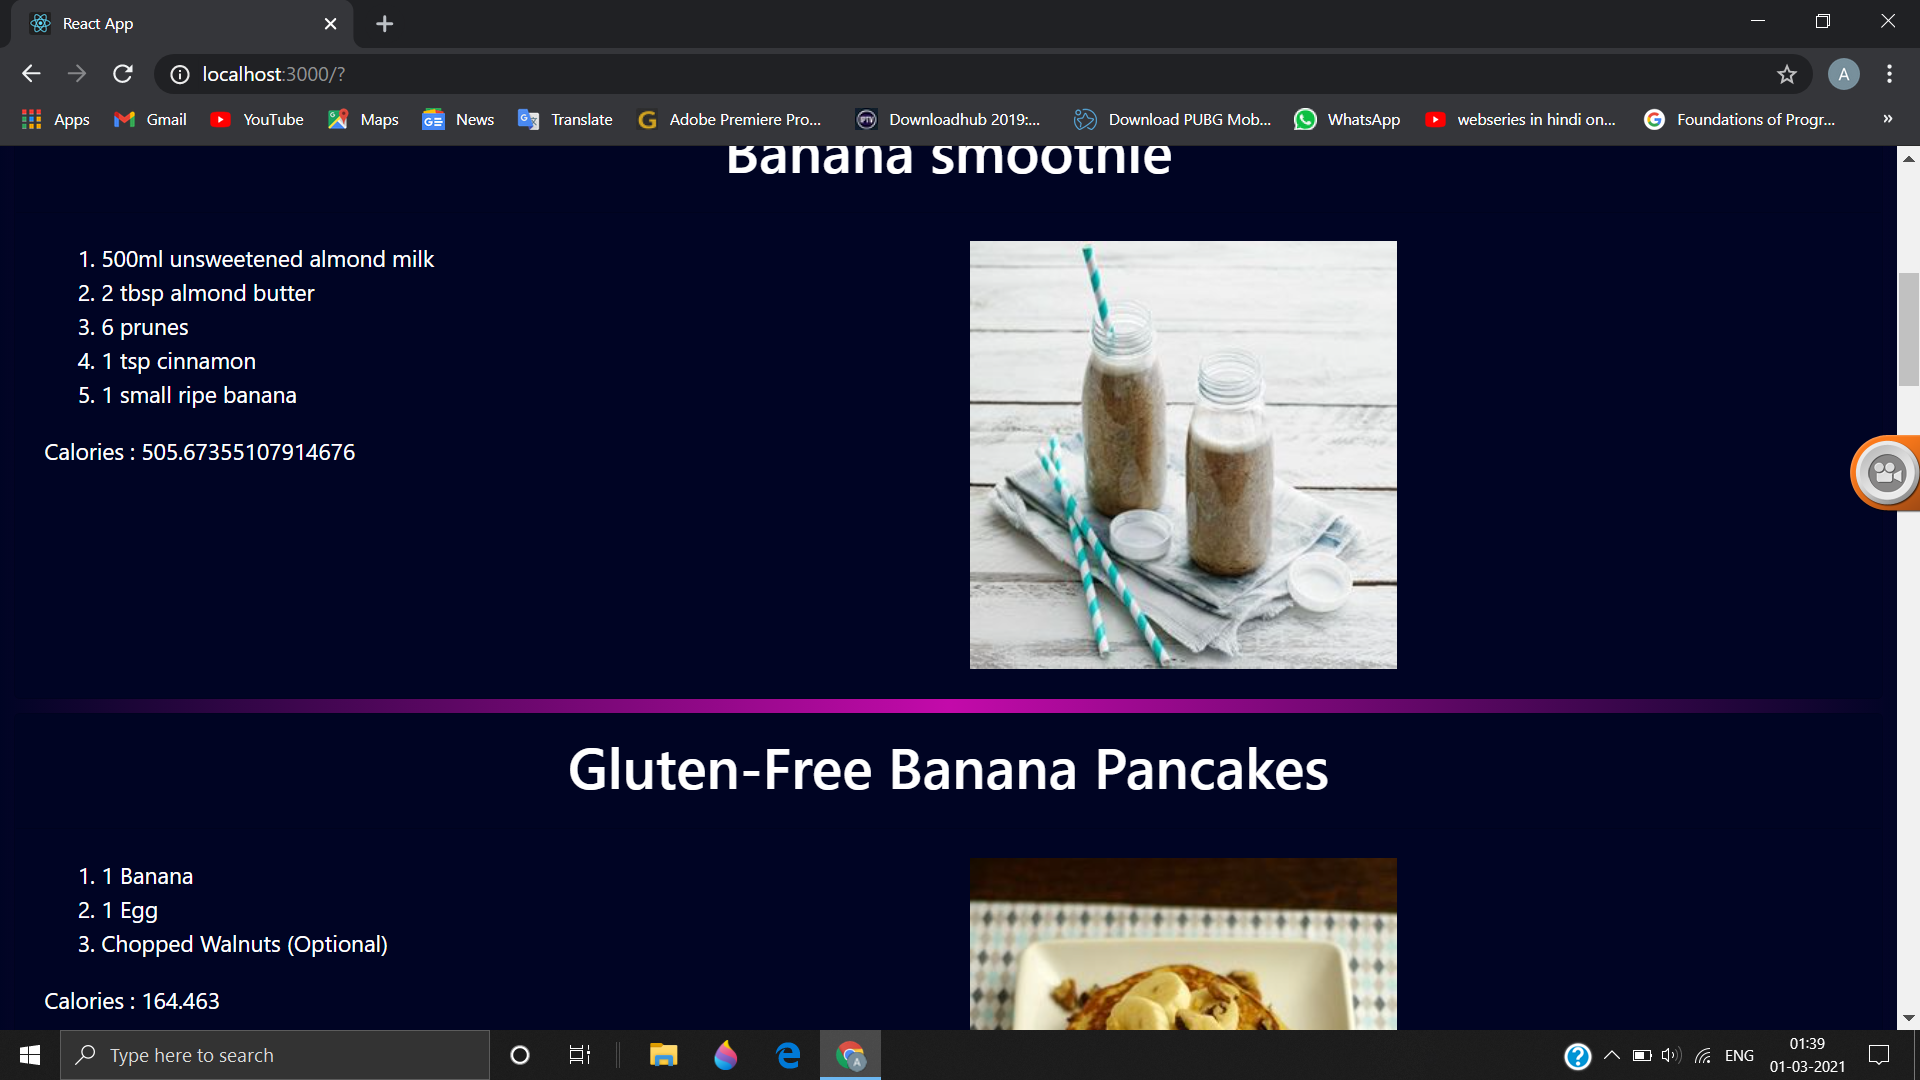 React App
localhost:3000/?
A
Apps
Gmail
YouTube
Maps
News
Translate
Adobe Premiere Pro...
Downloadhub 2019:...
Download PUBG Mob...
WhatsApp
webseries in hindi on...
Foundations of Progr...
»
Banana smoothie
1. 500ml unsweetened almond milk
2. 2 tbsp almond butter
3. 6 prunes
4. 1 tsp cinnamon
5. 1 small ripe banana
Calories : 505.67355107914676
Gluten-Free Banana Pancakes
1. 1 Banana
2. 1 Egg
3. Chopped Walnuts (Optional)
Calories : 164.463
Type here to search
ENG
01:39
01-03-2021